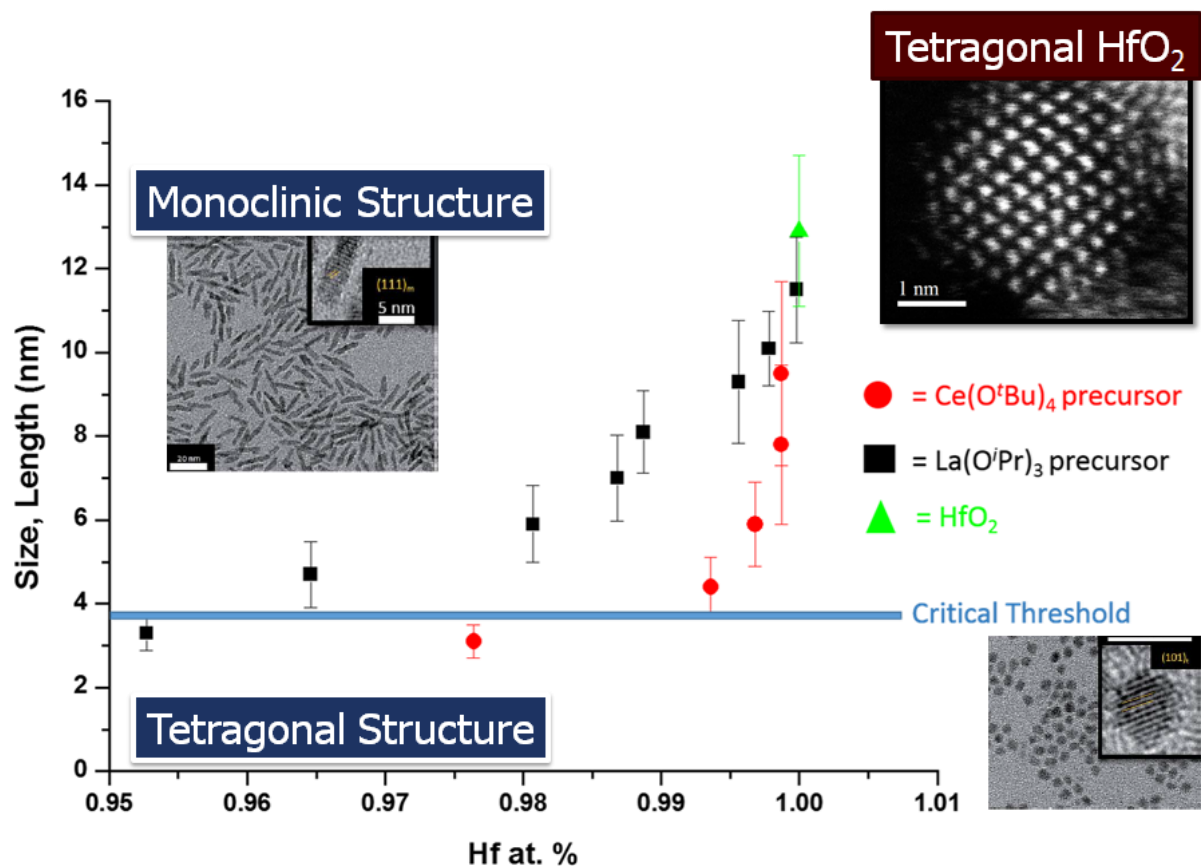 Tetragonal HfO₂
16
14
12
10
8
6
4
2
0
Size, Length (nm)
Monoclinic Structure
(111)ₘ
5 nm
20 nm
1 nm
= Ce(OᵗBu)₄ precursor
= La(OⁱPr)₃ precursor
= HfO₂
Critical Threshold
(101)ₜ
Tetragonal Structure
0.95 0.96 0.97 0.98 0.99 1.00 1.01
Hf at. %